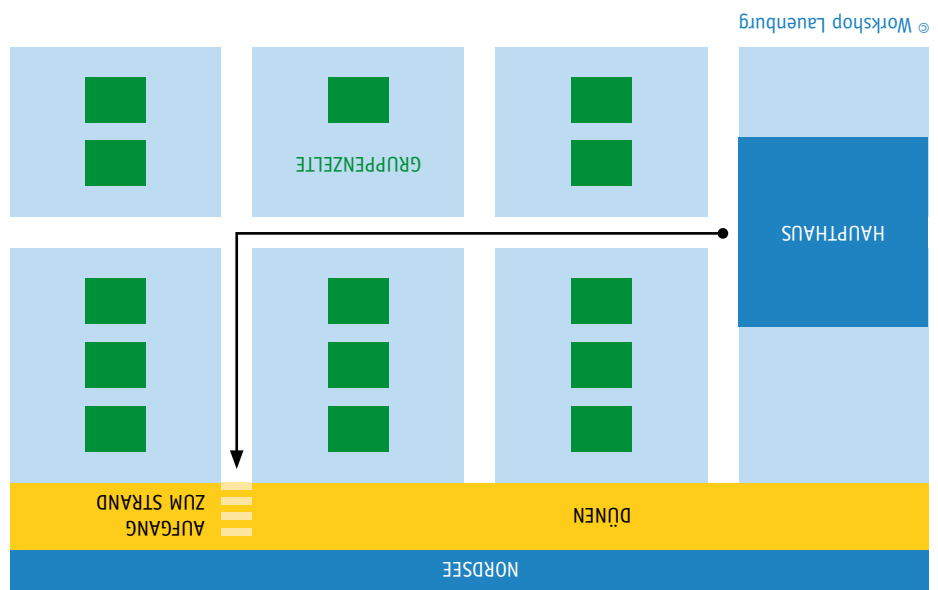 NORDSEE
DÜNEN
AUFGANG
ZUM STRAND
HAUPTHAUS
GRUPPENZELTE
© Workshop Lauenburg